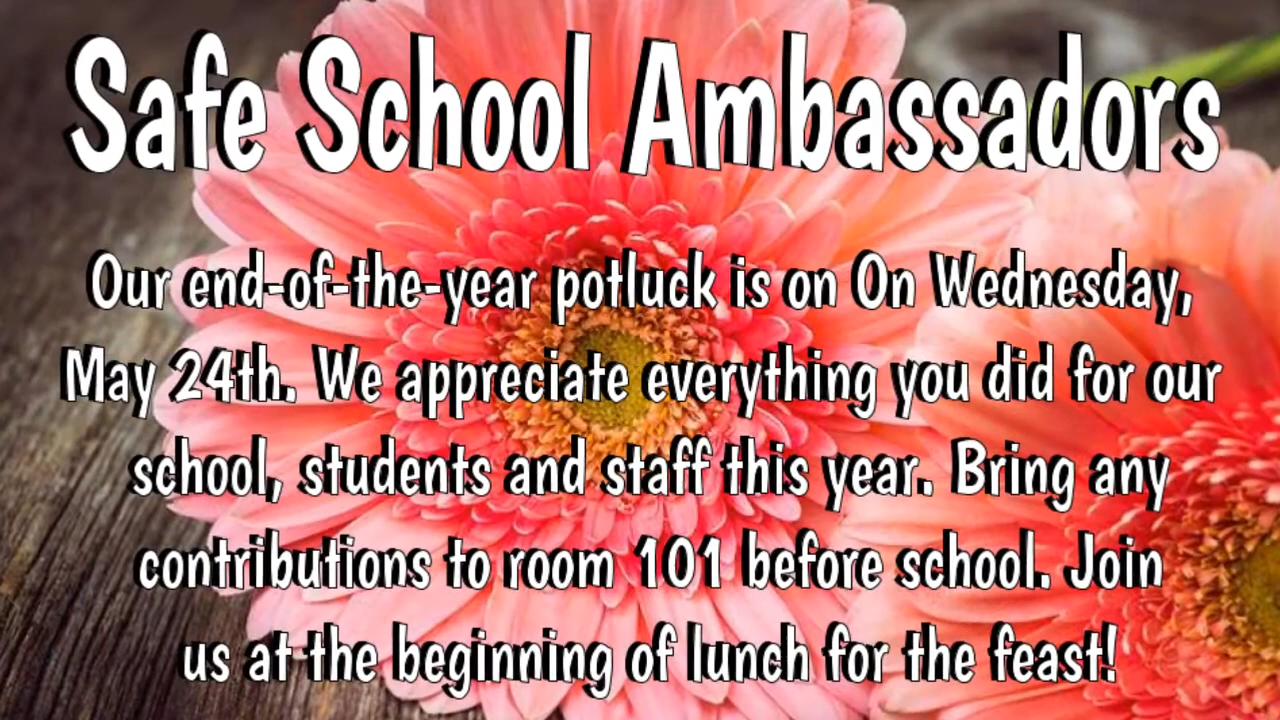 Safe School Ambassadors
Our end-of-the-year potluck is on On Wednesday,
May 24th. We appreciate everything you did for our
school, students and staff this year. Bring any
contributions to room 101 before school. Join
us at the beginning of lunch for the feast!